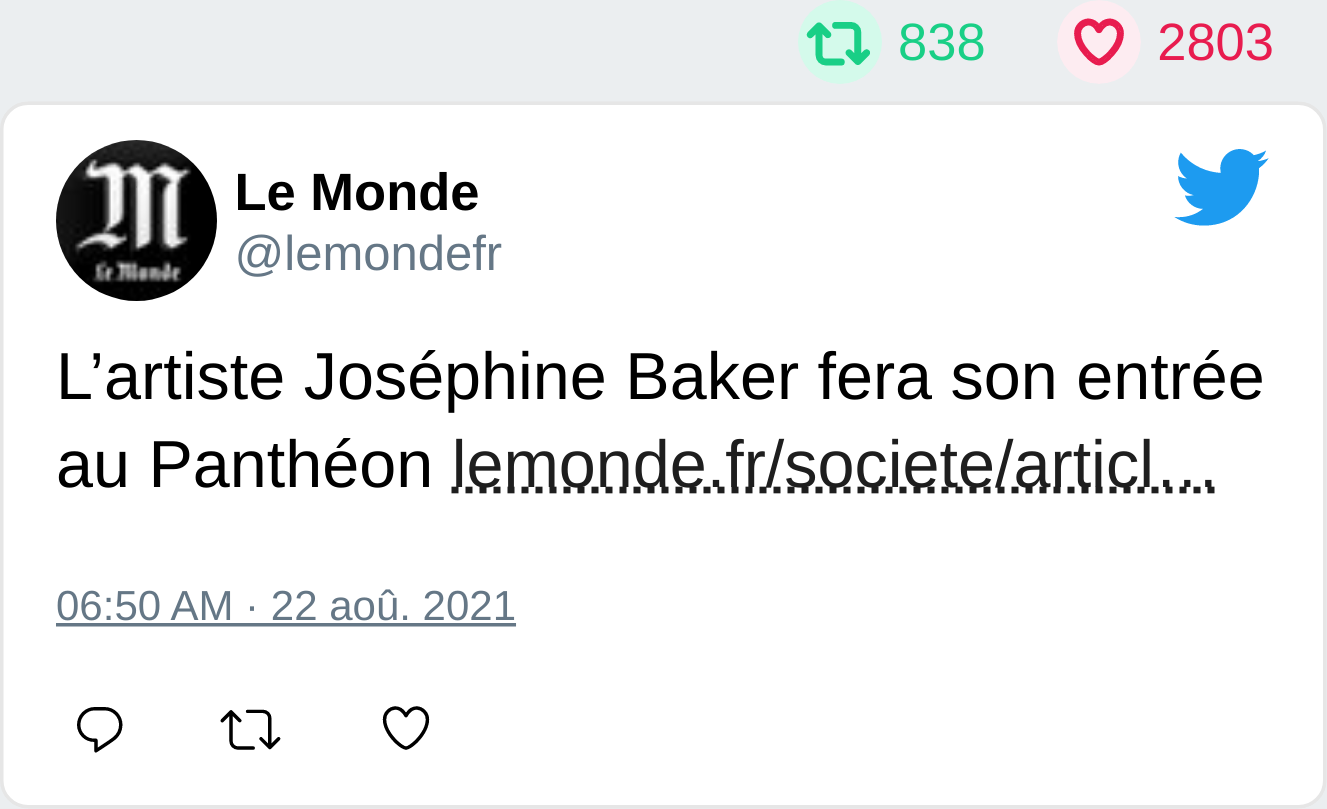 838 2803
M
Le Monde
Le Monde
@lemondefr
L’artiste Joséphine Baker fera son entrée
au Panthéon lemonde.fr/societe/articl…
06:50 AM · 22 aoû. 2021